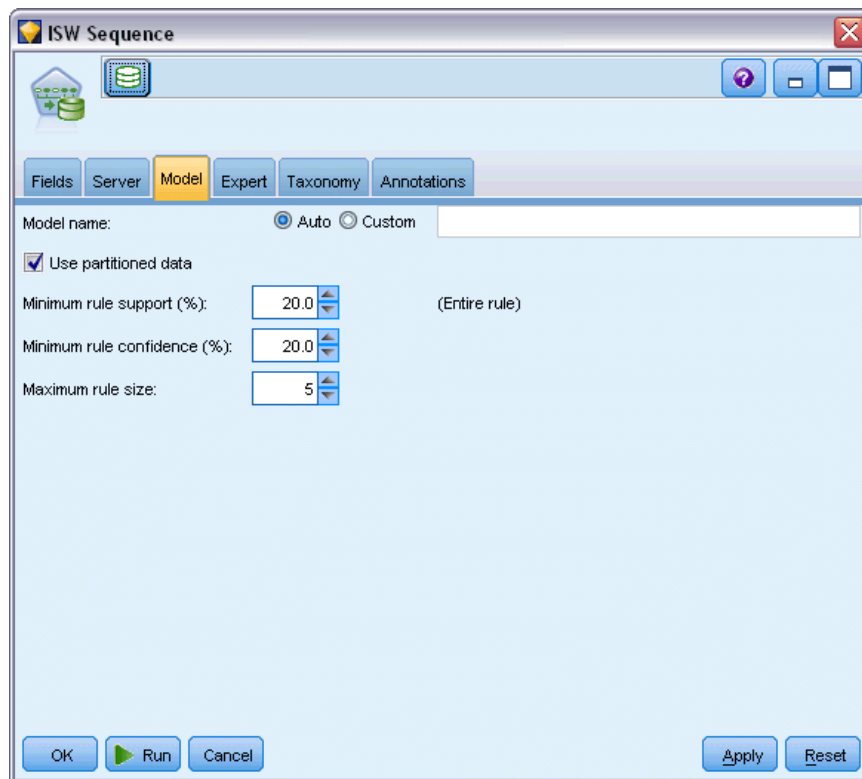 ISW Sequence
Fields Server Model Expert Taxonomy Annotations
Model name: Auto Custom
Use partitioned data
Minimum rule support (%): 20.0 (Entire rule)
Minimum rule confidence (%): 20.0
Maximum rule size: 5
OK Run Cancel Apply Reset